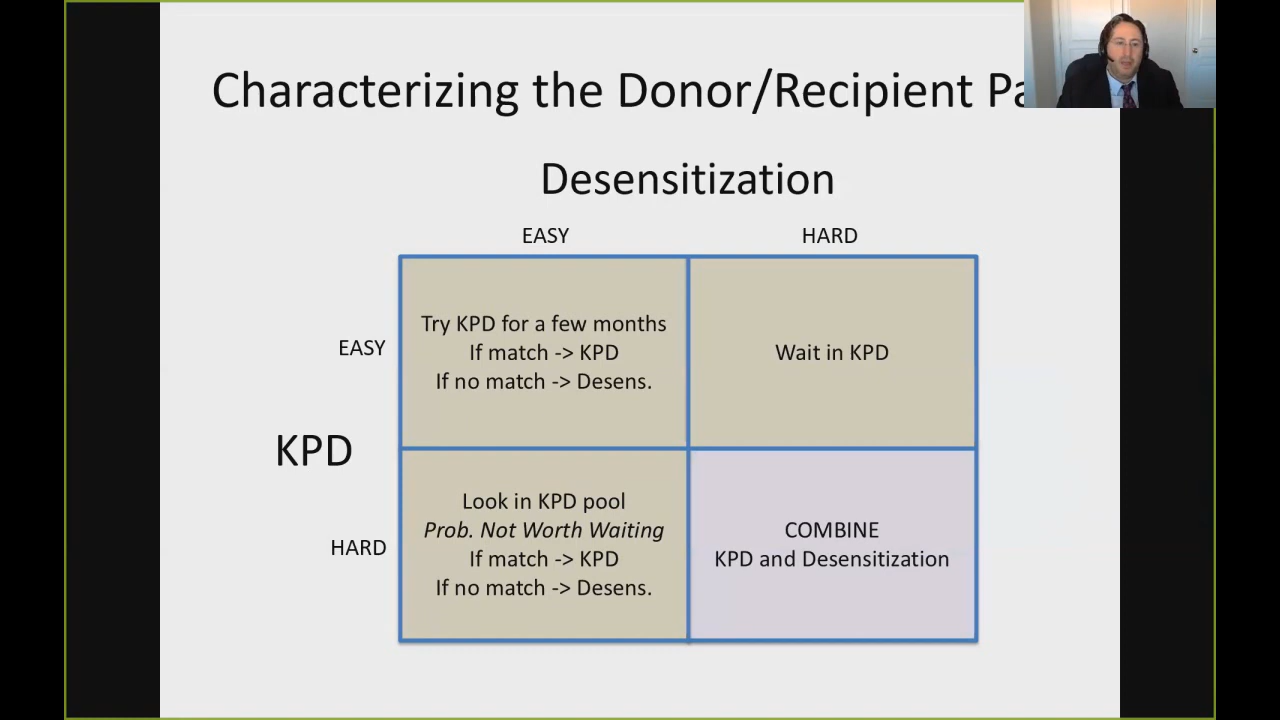 Characterizing the Donor/Recipient
Desensitization
EASY HARD
EASY
Try KPD for a few months
If match -> KPD
If no match -> Desens.
Wait in KPD
KPD
HARD
Look in KPD pool
Prob. Not Worth Waiting
If match -> KPD
If no match -> Desens.
COMBINE
KPD and Desensitization